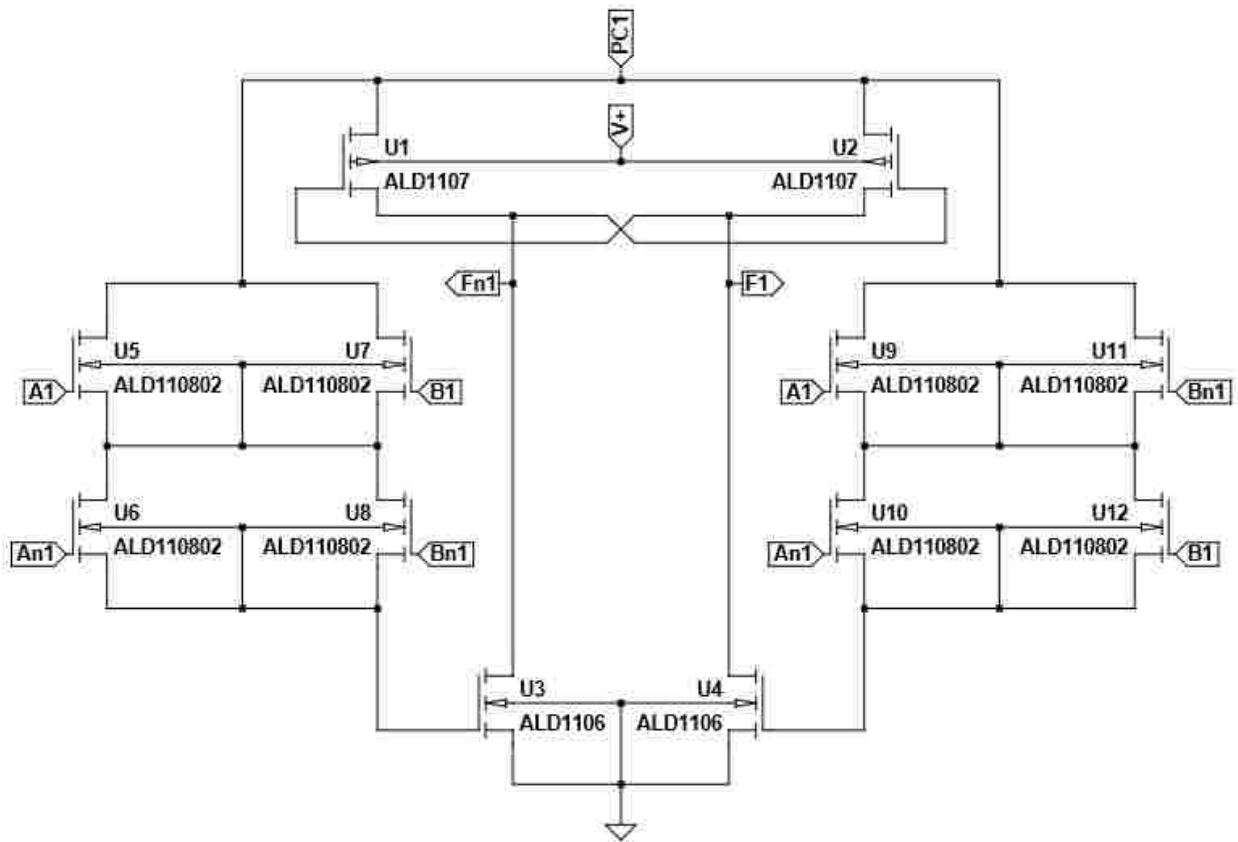 PC1
V+
U1 U2
ALD1107 ALD1107
Fn1 F1
U5 U7 U9 U11
ALD110802 ALD110802 ALD110802 ALD110802
A1 B1 A1 Bn1
U6 U8 U10 U12
ALD110802 ALD110802 ALD110802 ALD110802
An1 Bn1 An1 B1
U3 U4
ALD1106 ALD1106